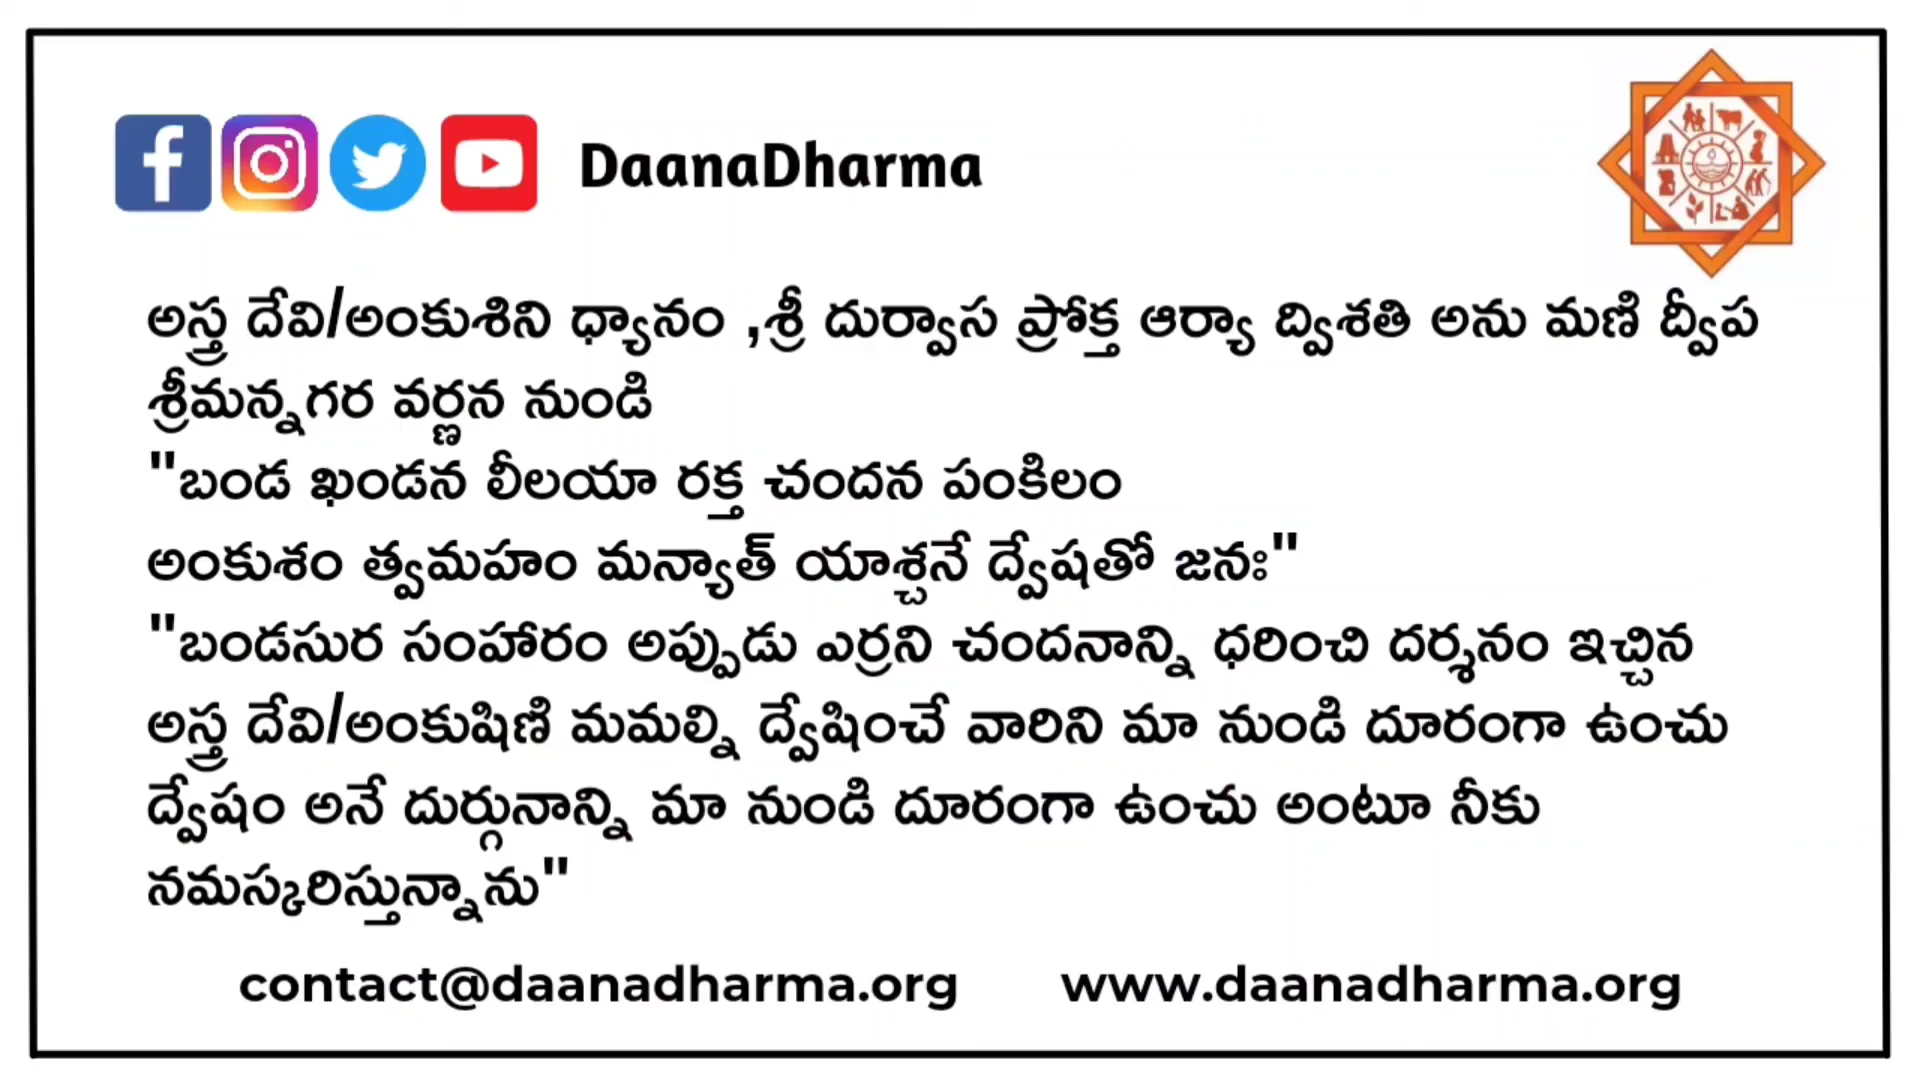 DaanaDharma
అస్త్ర దేవి/అంకుశిని ధ్యానం ,శ్రీ దుర్వాస ప్రోక్త ఆర్యా ద్విశతి అను మణి ద్వీప
శ్రీమన్నగర వర్ణన నుండి
"బండ ఖండన లీలయా రక్త చందన పంకిలం
అంకుశం త్వమహం మన్యాత్ యాశ్చనే ద్వేషతో జనః"
"బండసుర సంహారం అప్పుడు ఎర్రని చందనాన్ని ధరించి దర్శనం ఇచ్చిన
అస్త్ర దేవి/అంకుషిణి మమల్ని ద్వేషించే వారిని మా నుండి దూరంగా ఉంచు
ద్వేషం అనే దుర్గునాన్ని మా నుండి దూరంగా ఉంచు అంటూ నీకు
నమస్కరిస్తున్నాను"
contact@daanadharma.org www.daanadharma.org